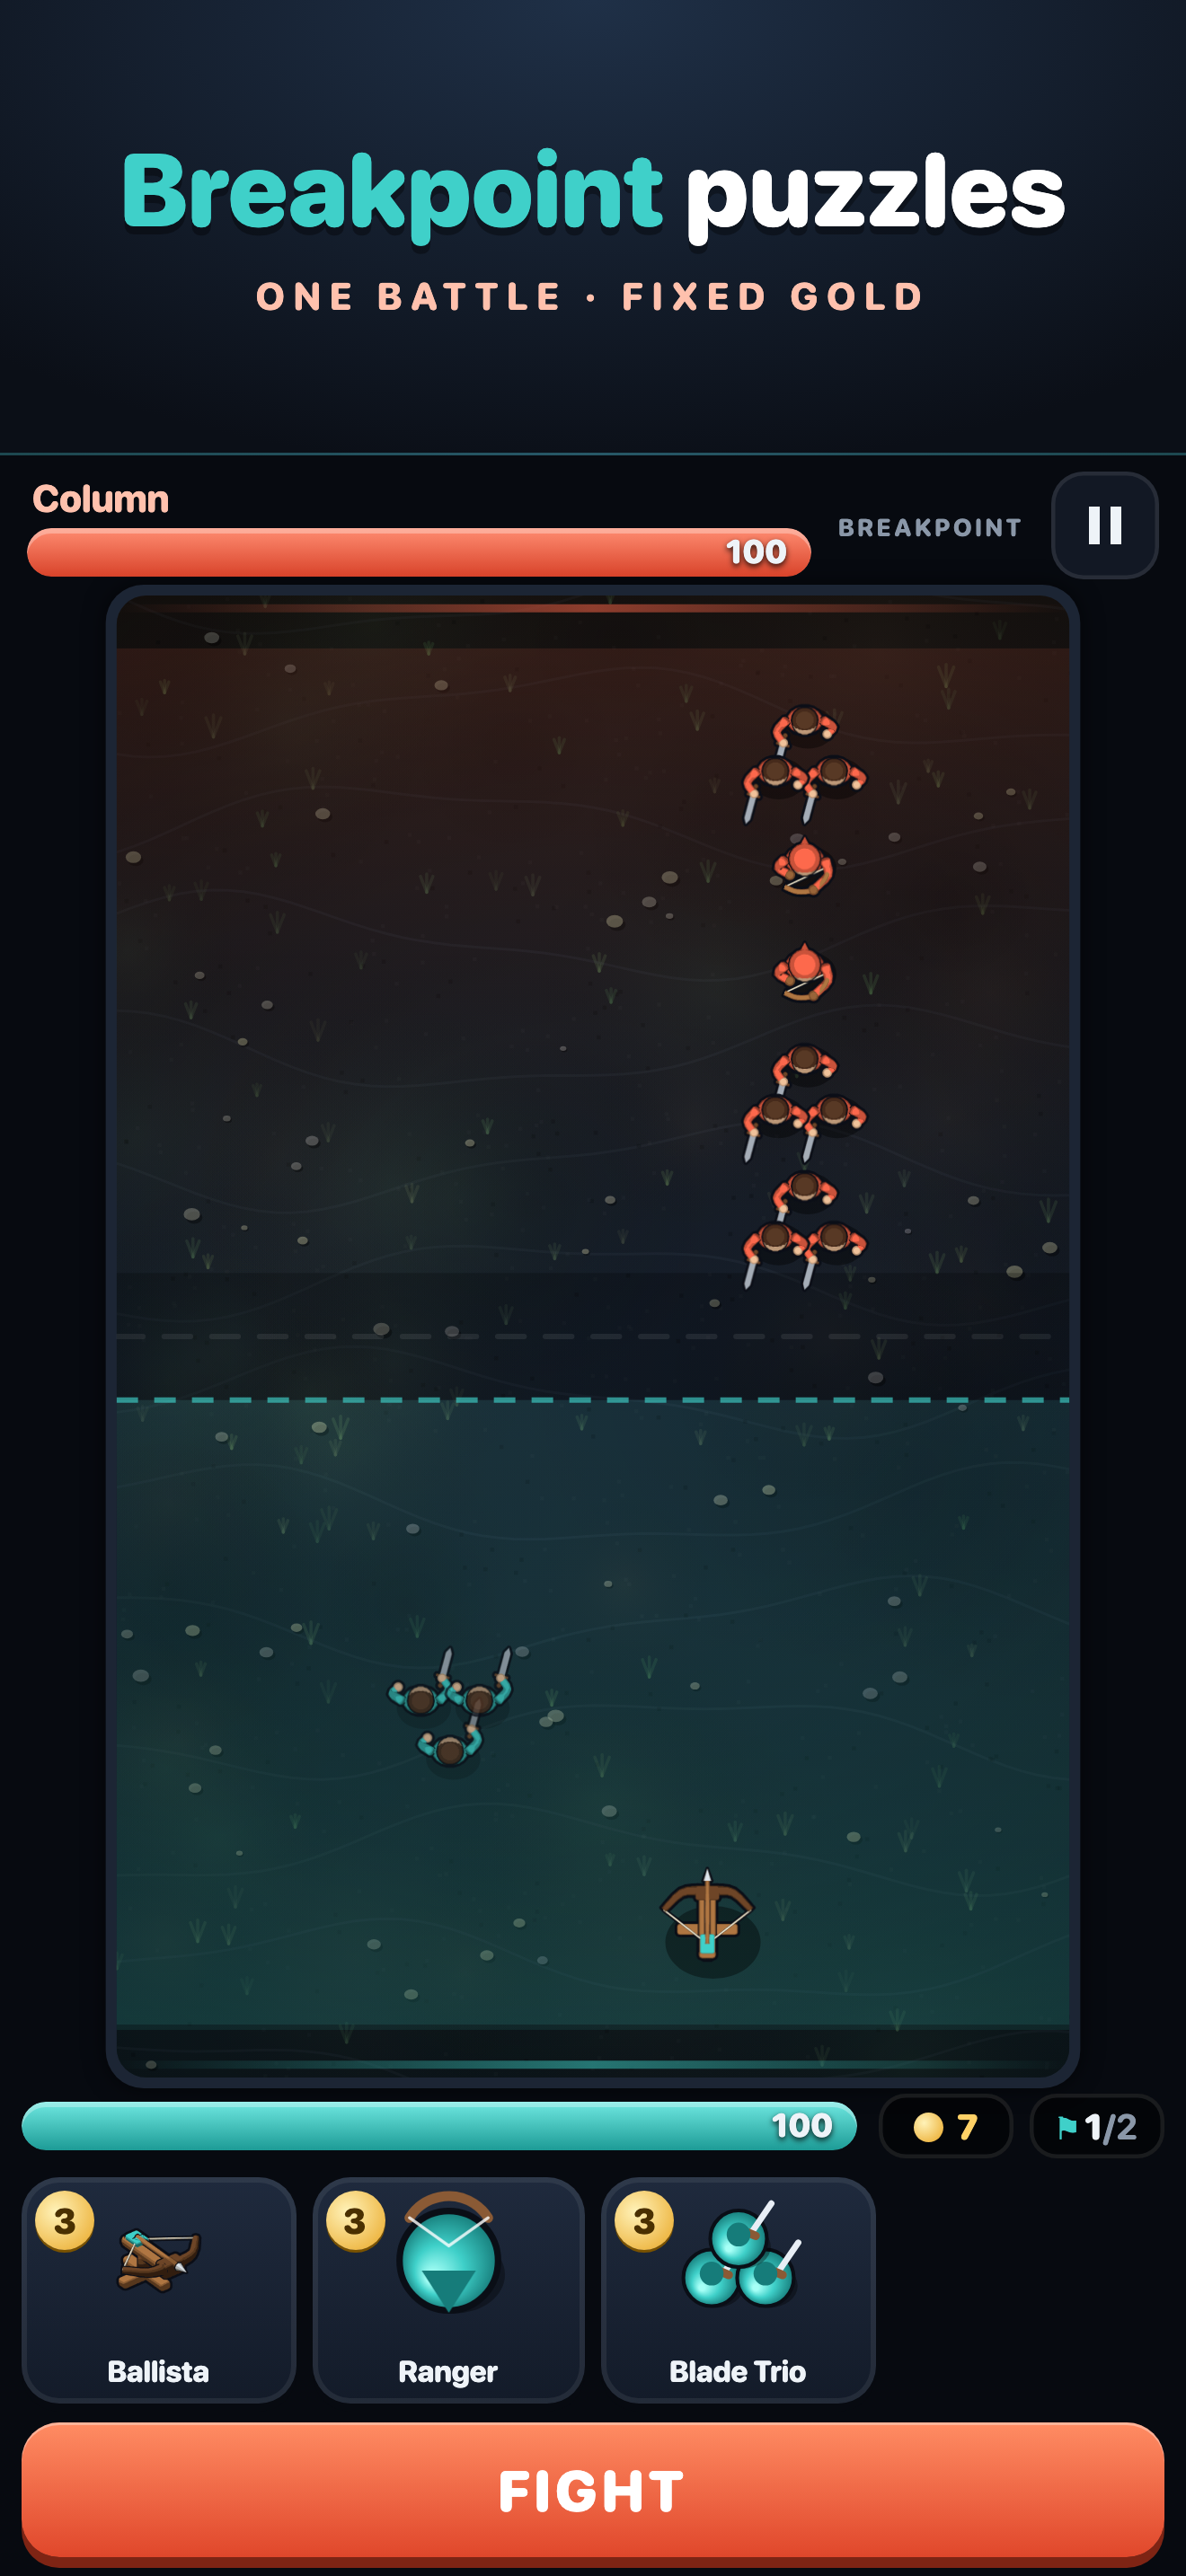 Breakpoint puzzles
ONE BATTLE · FIXED GOLD
Column
100
BREAKPOINT
100
7
1/2
3
3
3
Ballista
Ranger
Blade Trio
FIGHT